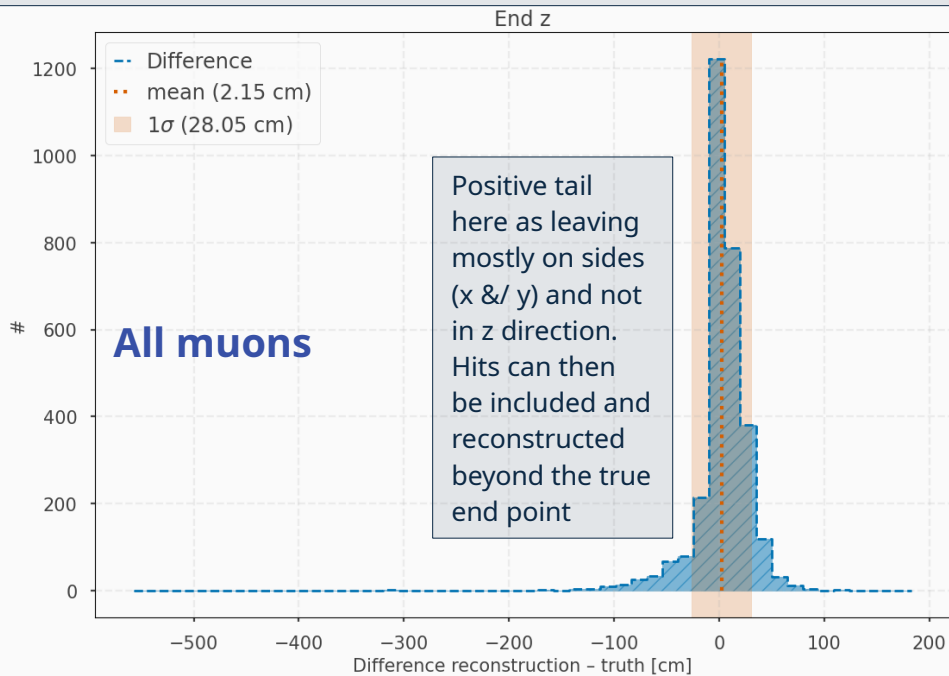 End z
Difference
mean (2.15 cm)
1σ (28.05 cm)
1200
1000
800
600
400
200
0
#
All muons
Positive tail
here as leaving
mostly on sides
(x &/ y) and not
in z direction.
Hits can then
be included and
reconstructed
beyond the true
end point
−500 −400 −300 −200 −100 0 100 200
Difference reconstruction – truth [cm]